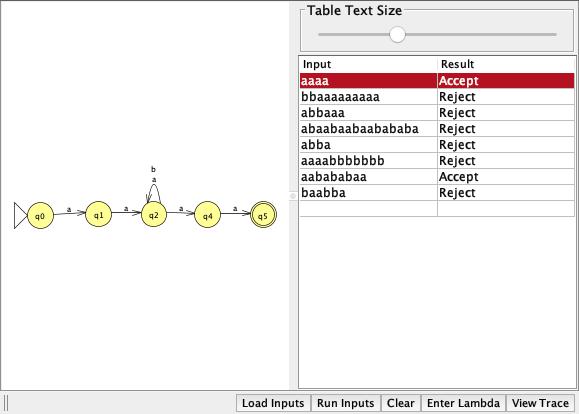 Table Text Size
Input Result
aaaa Accept
bbaaaaaaaaa Reject
abbaaa Reject
abaabaabaabababa Reject
abba Reject
aaaabbbbbbb Reject
aabababaa Accept
baabba Reject
b
a
q0 a q1 a q2 a q4 a q5
Load Inputs Run Inputs Clear Enter Lambda View Trace